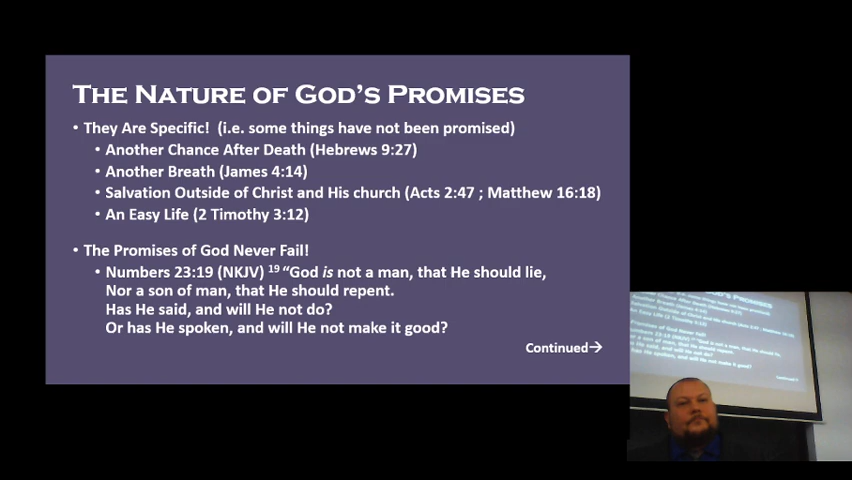 THE NATURE OF GOD'S PROMISES
• They Are Specific! (i.e. some things have not been promised)
• Another Chance After Death (Hebrews 9:27)
• Another Breath (James 4:14)
• Salvation Outside of Christ and His church (Acts 2:47 ; Matthew 16:18)
• An Easy Life (2 Timothy 3:12)
• The Promises of God Never Fail!
• Numbers 23:19 (NKJV) 19 “God is not a man, that He should lie,
Nor a son of man, that He should repent.
Has He said, and will He not do?
Or has He spoken, and will He not make it good?
Continued→